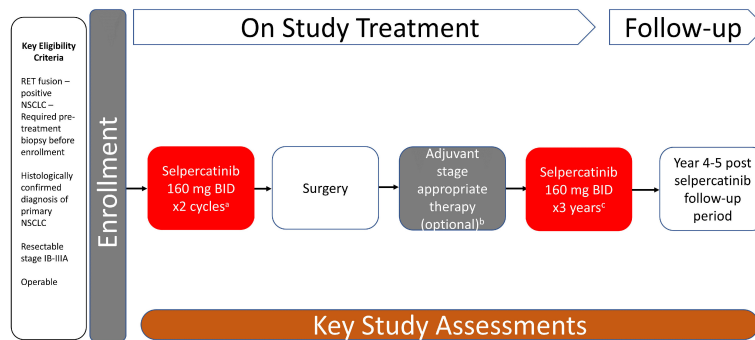 On Study Treatment
Follow-up
Key Eligibility
Criteria
RET fusion –
positive
NSCLC –
Required pre-
treatment
biopsy before
enrollment
Histologically
confirmed
diagnosis of
primary
NSCLC
Resectable
stage IB-IIIA
Operable
Enrollment
Selpercatinib
160 mg BID
x2 cyclesᵃ
Surgery
Adjuvant
stage
appropriate
therapy
(optional)ᵇ
Selpercatinib
160 mg BID
x3 yearsᶜ
Year 4-5 post
selpercatinib
follow-up
period
Key Study Assessments